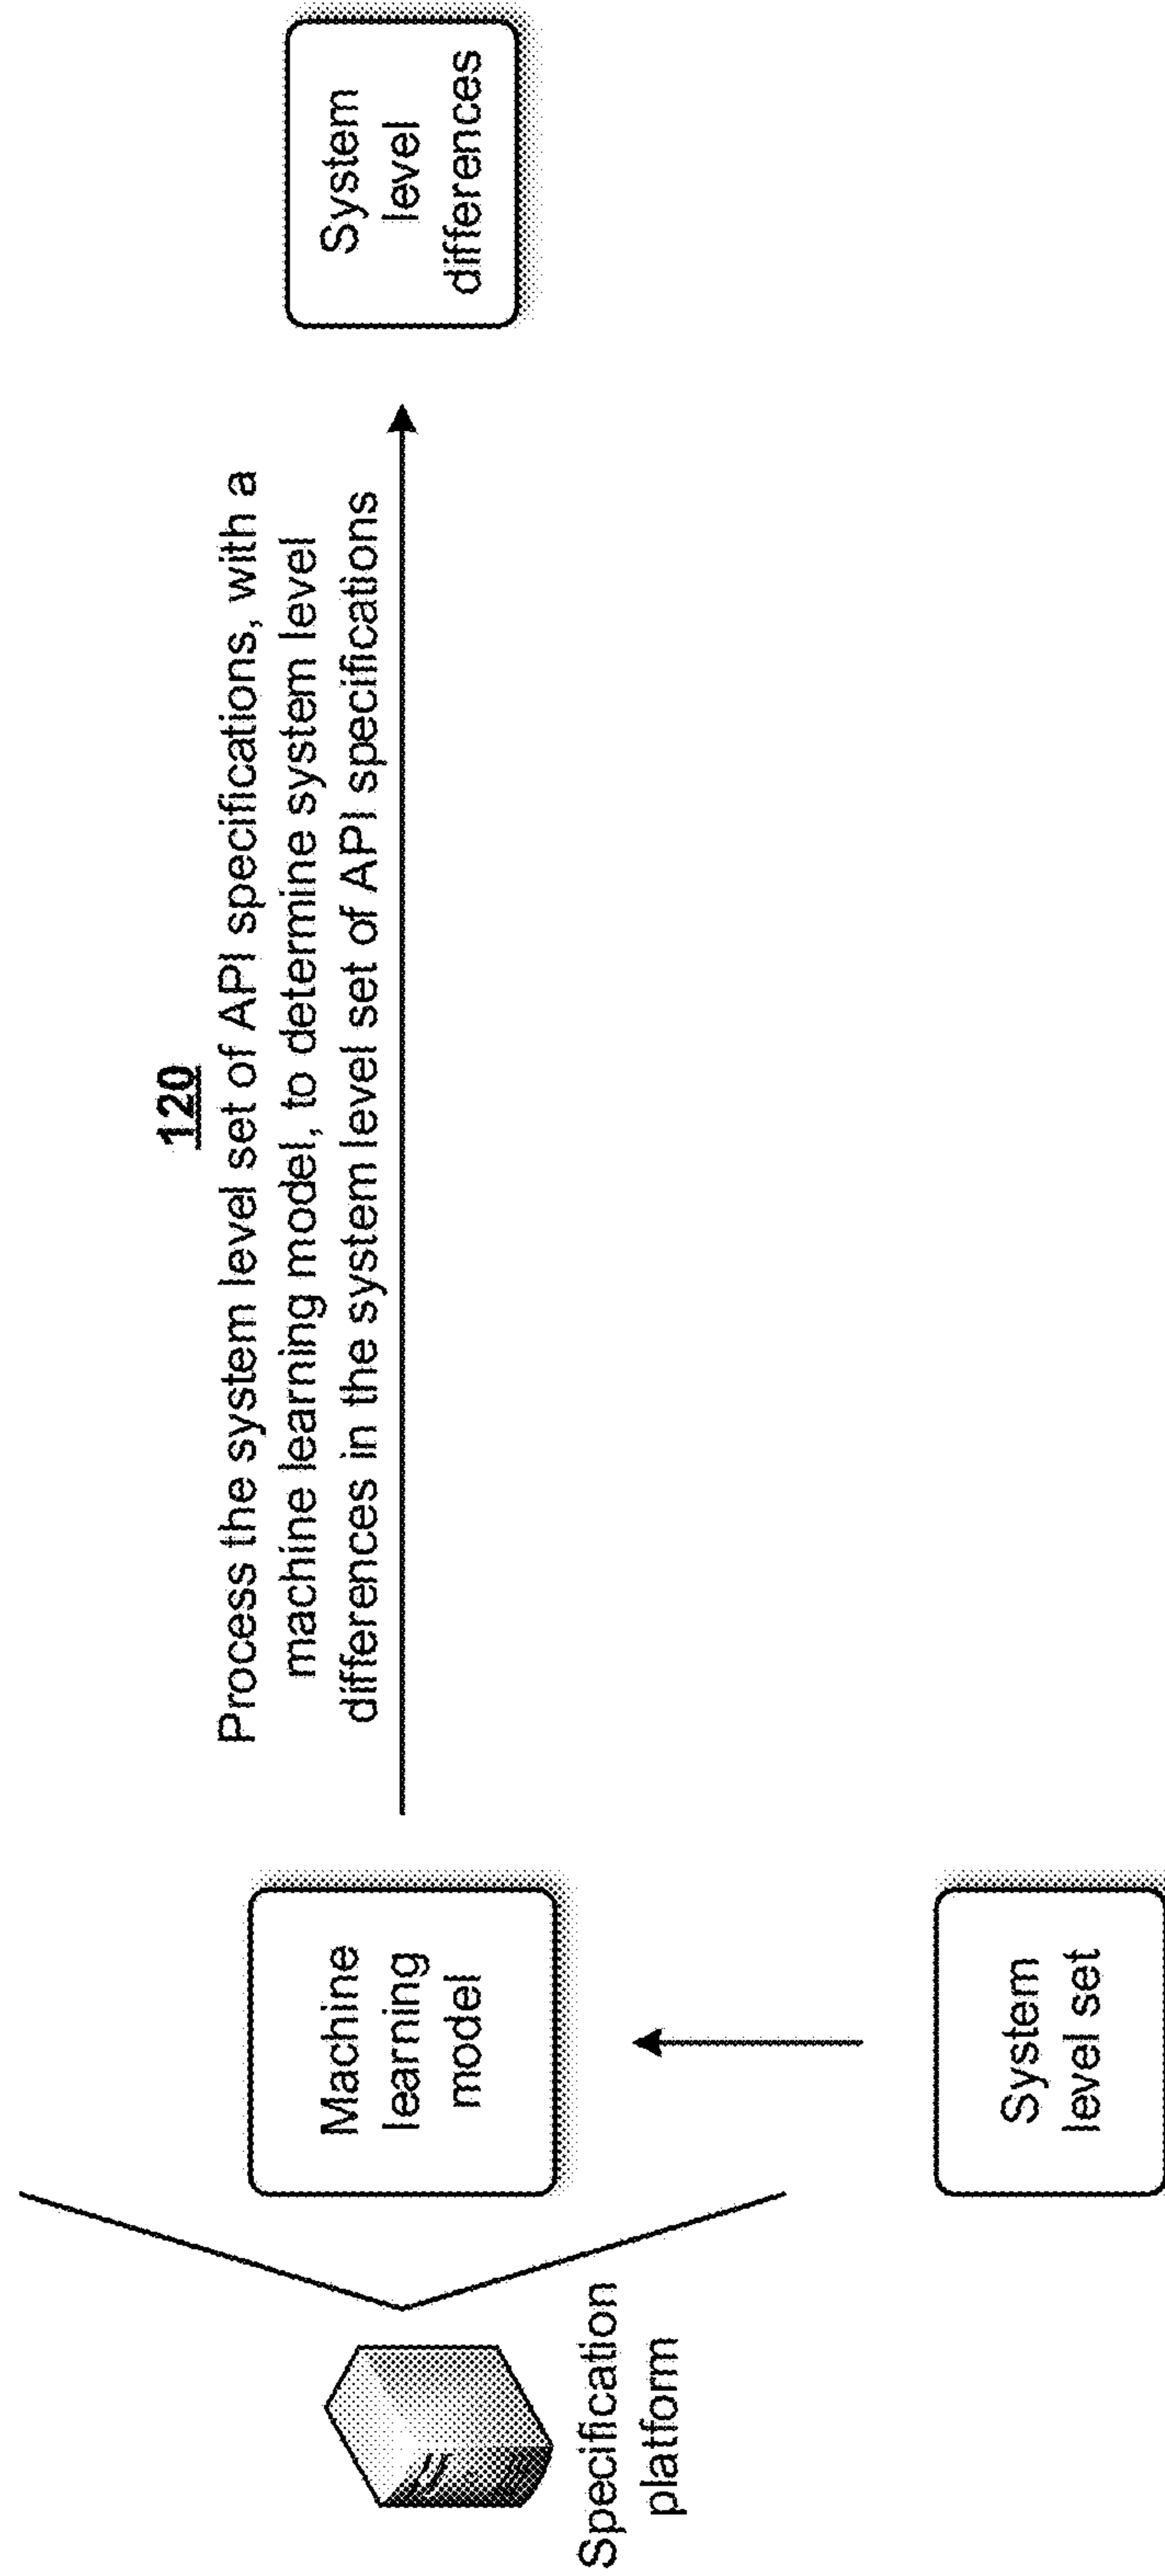 120
Process the system level set of API specifications, with a
machine learning model, to determine system level
differences in the system level set of API specifications
Specification
platform
Machine
learning
model
System
level
differences
System
level set